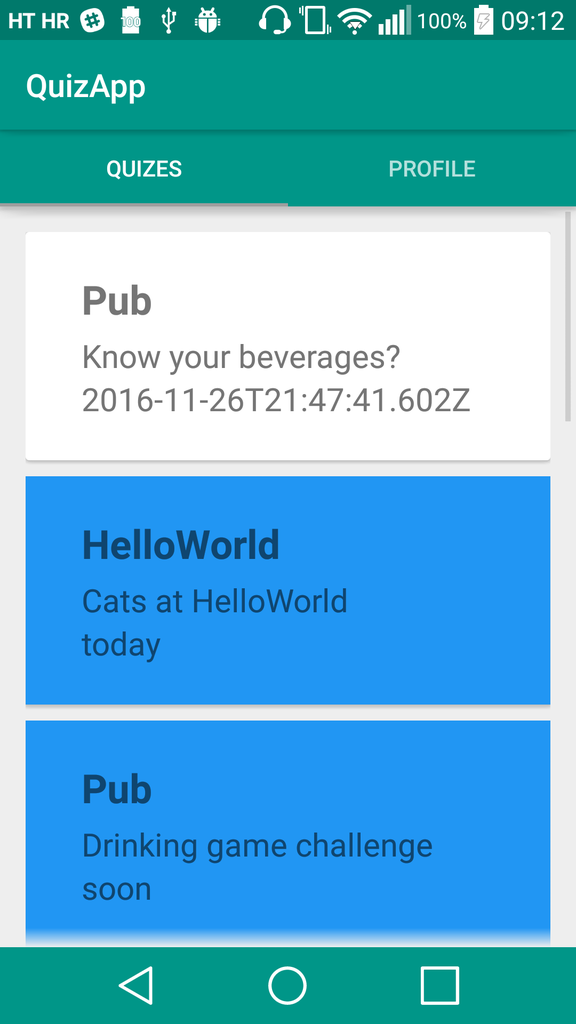 HT HR 100 100% 09:12
QuizApp
QUIZES PROFILE
Pub
Know your beverages?
2016-11-26T21:47:41.602Z
HelloWorld
Cats at HelloWorld
today
Pub
Drinking game challenge
soon